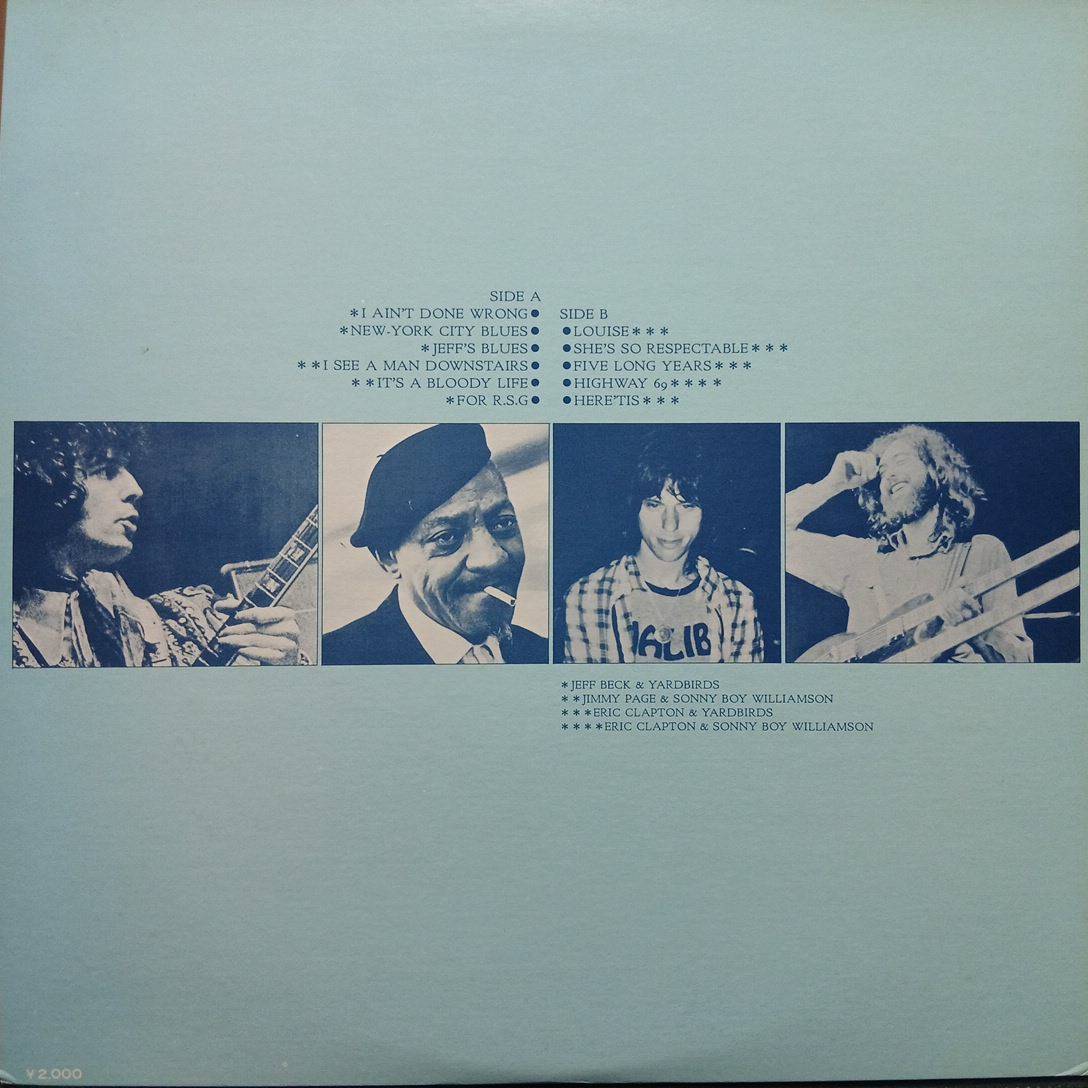 SIDE A
*I AIN'T DONE WRONG●
*NEW-YORK CITY BLUES●
*JEFF'S BLUES●
**I SEE A MAN DOWNSTAIRS●
**IT'S A BLOODY LIFE●
*FOR R.S.G●
SIDE B
●LOUISE***
●SHE'S SO RESPECTABLE***
●FIVE LONG YEARS***
●HIGHWAY 69****
●HERE'TIS***
MALIB
*JEFF BECK & YARDBIRDS
**JIMMY PAGE & SONNY BOY WILLIAMSON
***ERIC CLAPTON & YARDBIRDS
****ERIC CLAPTON & SONNY BOY WILLIAMSON
¥2.000